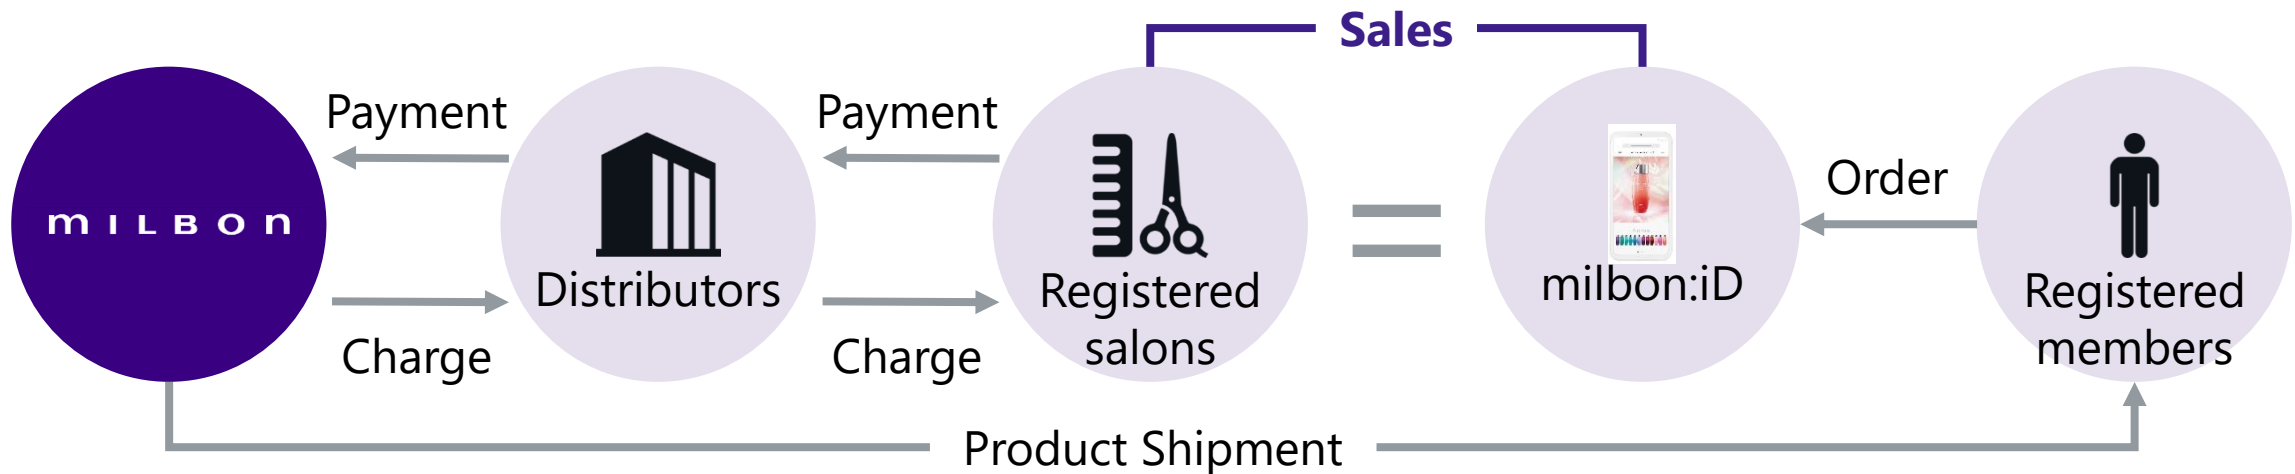 Sales
Payment
Payment
MILBON
Order
Distributors
Registered
salons
milbon:iD
Registered
members
Charge
Charge
Product Shipment